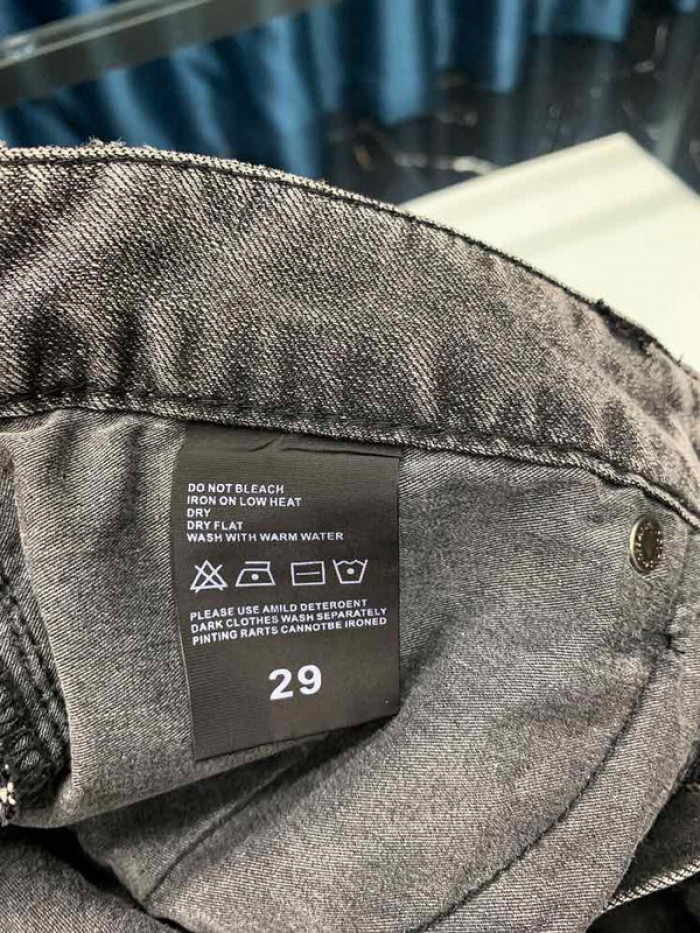 DO NOT BLEACH
IRON ON LOW HEAT
DRY
DRY FLAT
WASH WITH WARM WATER
PLEASE USE AMILD DETERDENT
DARK CLOTHES WASH SEPARATELY
PINTING RARTS CANNOTBE IRONED
29